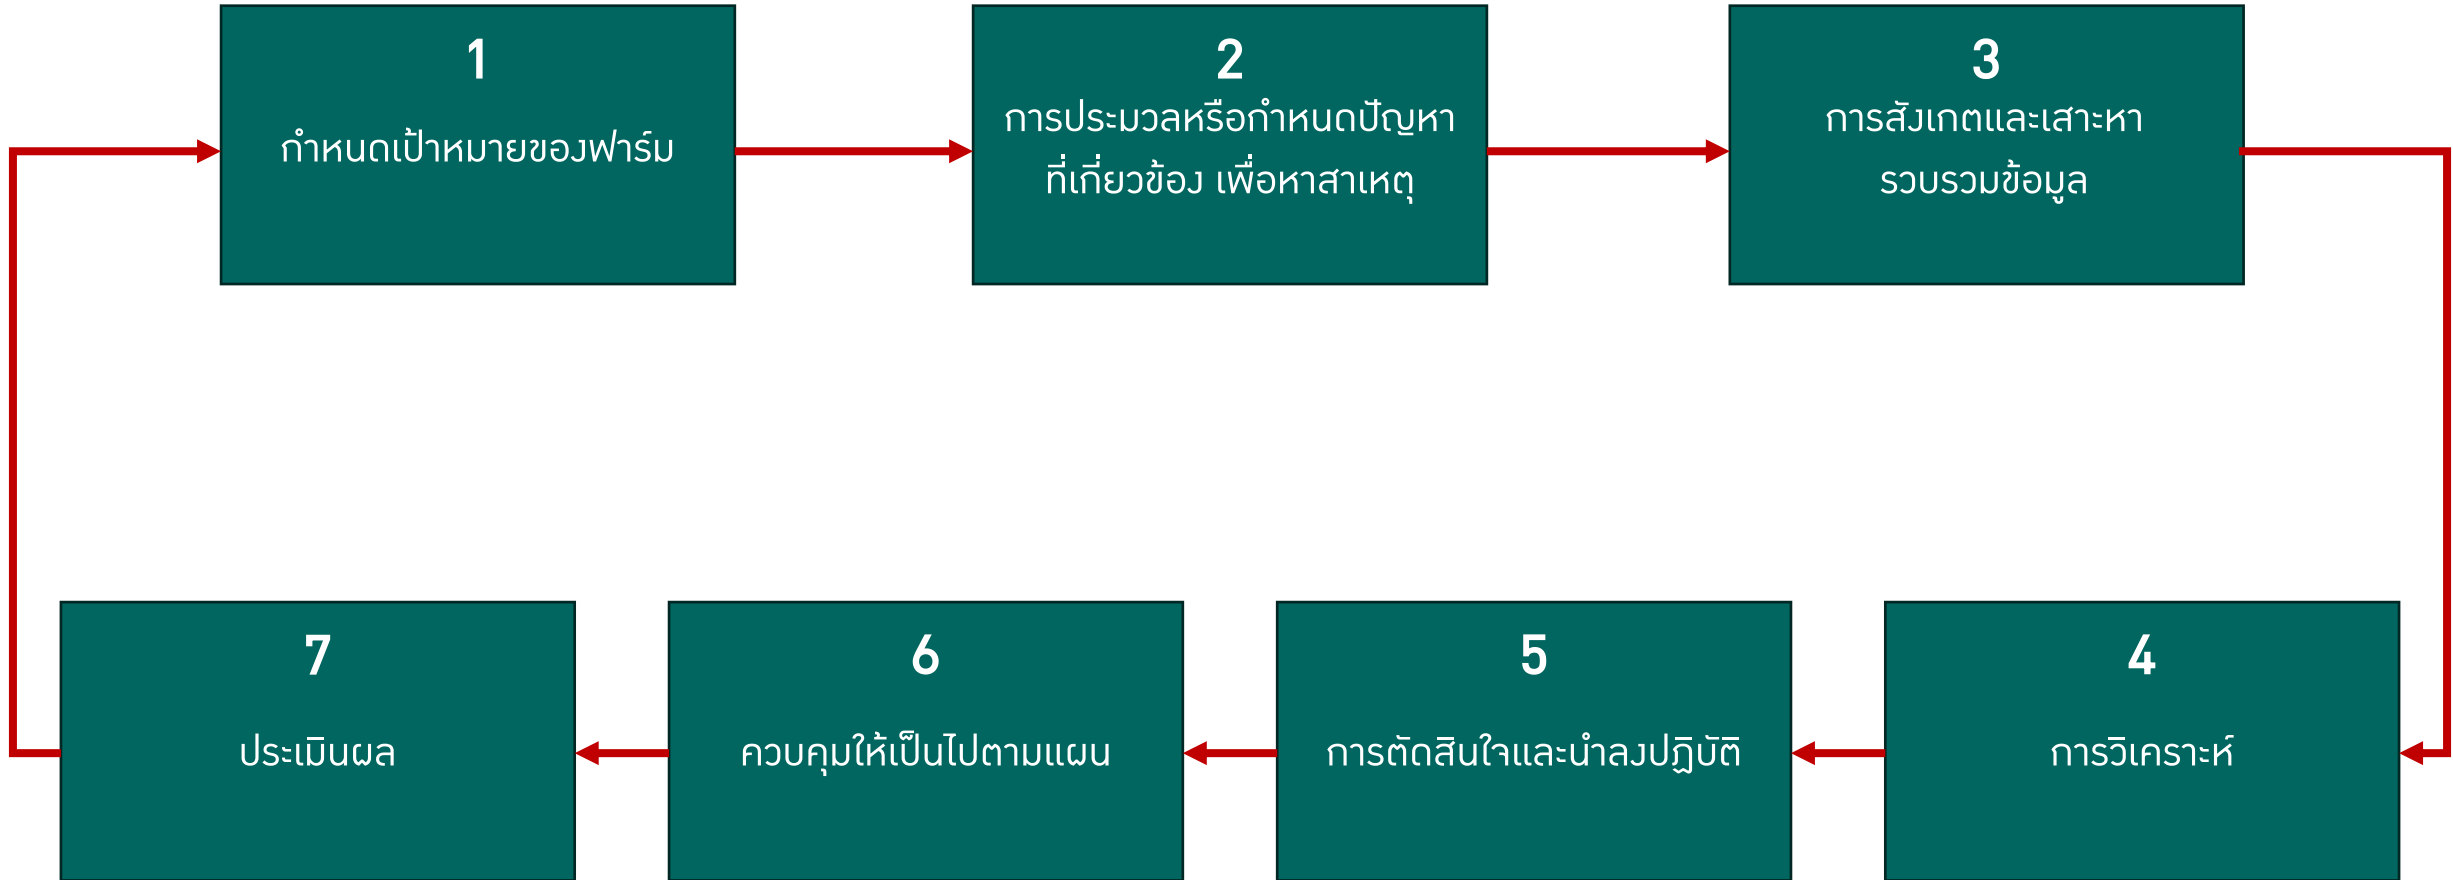 1
กำหนดเป้าหมายของฟาร์ม
2
การประมวลหรือกำหนดปัญหา
ที่เกี่ยวข้อง เพื่อหาสาเหตุ
3
การสังเกตและเสาะหา
รวบรวมข้อมูล
4
การวิเคราะห์
5
การตัดสินใจและนำลงปฏิบัติ
6
ควบคุมให้เป็นไปตามแผน
7
ประเมินผล